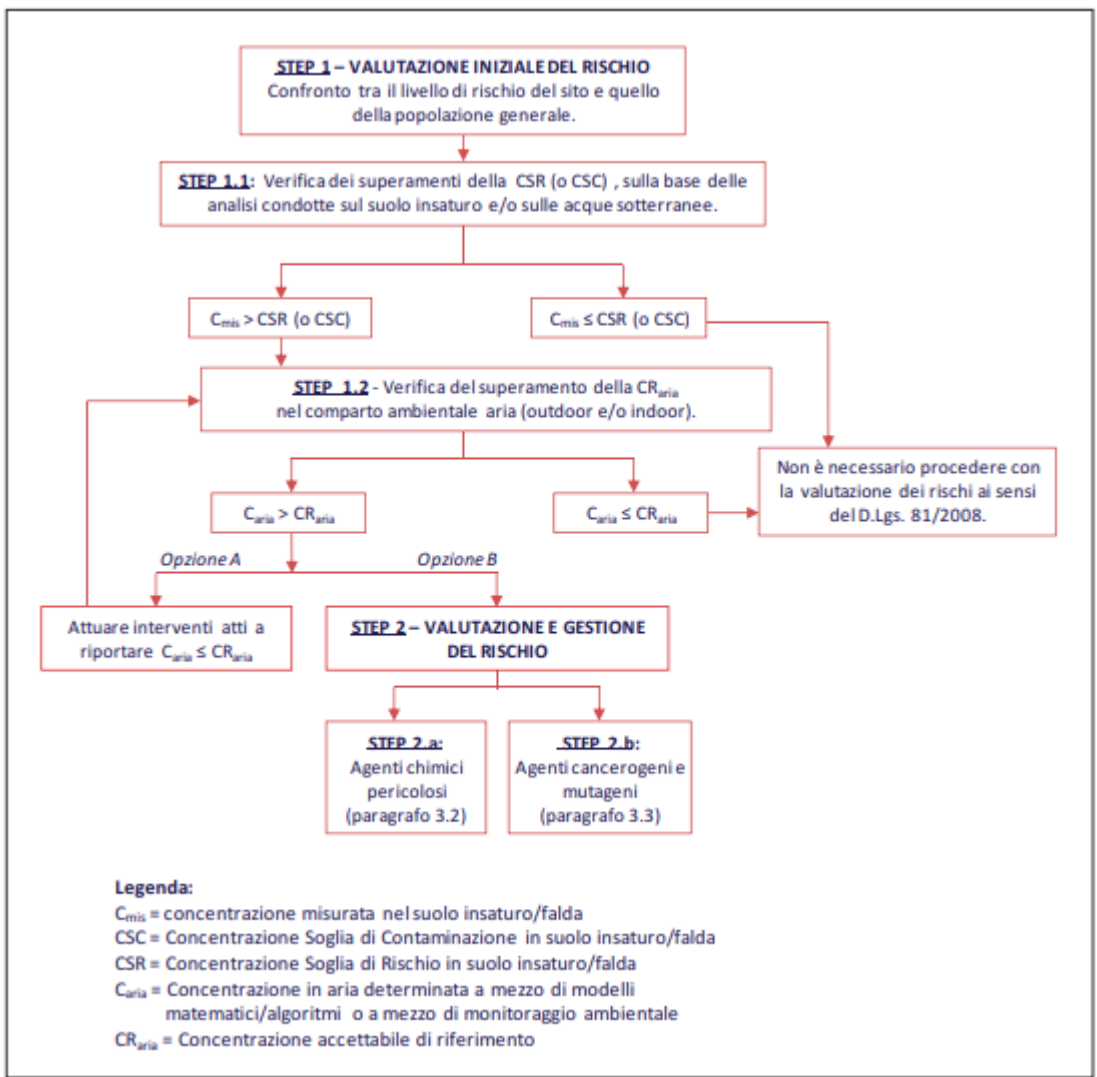 STEP 1 – VALUTAZIONE INIZIALE DEL RISCHIO
Confronto tra il livello di rischio del sito e quello
della popolazione generale.
STEP 1.1: Verifica dei superamenti della CSR (o CSC) , sulla base delle
analisi condotte sul suolo insaturo e/o sulle acque sotterranee.
Cmis > CSR (o CSC)
Cmis ≤ CSR (o CSC)
STEP 1.2 - Verifica del superamento della CRaria
nel comparto ambientale aria (outdoor e/o indoor).
Non è necessario procedere con
la valutazione dei rischi ai sensi
del D.Lgs. 81/2008.
Caria > CRaria
Caria ≤ CRaria
Opzione A
Opzione B
Attuare interventi atti a
riportare Caria ≤ CRaria
STEP 2 – VALUTAZIONE E GESTIONE
DEL RISCHIO
STEP 2.a:
Agenti chimici
pericolosi
(paragrafo 3.2)
STEP 2.b:
Agenti cancerogeni e
mutageni
(paragrafo 3.3)
Legenda:
Cmis = concentrazione misurata nel suolo insaturo/falda
CSC = Concentrazione Soglia di Contaminazione in suolo insaturo/falda
CSR = Concentrazione Soglia di Rischio in suolo insaturo/falda
Caria = Concentrazione in aria determinata a mezzo di modelli
matematici/algoritmi o a mezzo di monitoraggio ambientale
CRaria = Concentrazione accettabile di riferimento